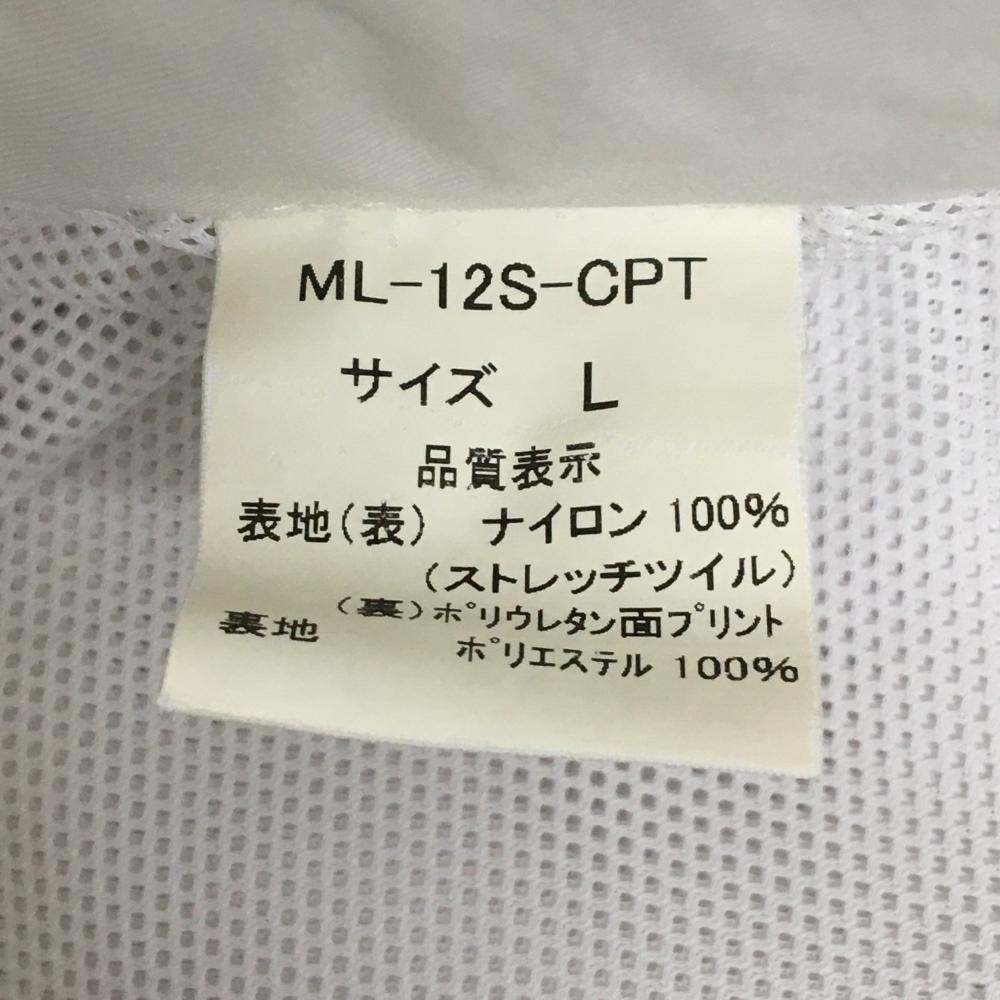 ML-12S-CPT
サイズ L
品質表示
表地(表) ナイロン 100%
(ストレッチツイル)
(裏)ポリウレタン面プリント
裏地 ポリエステル 100%